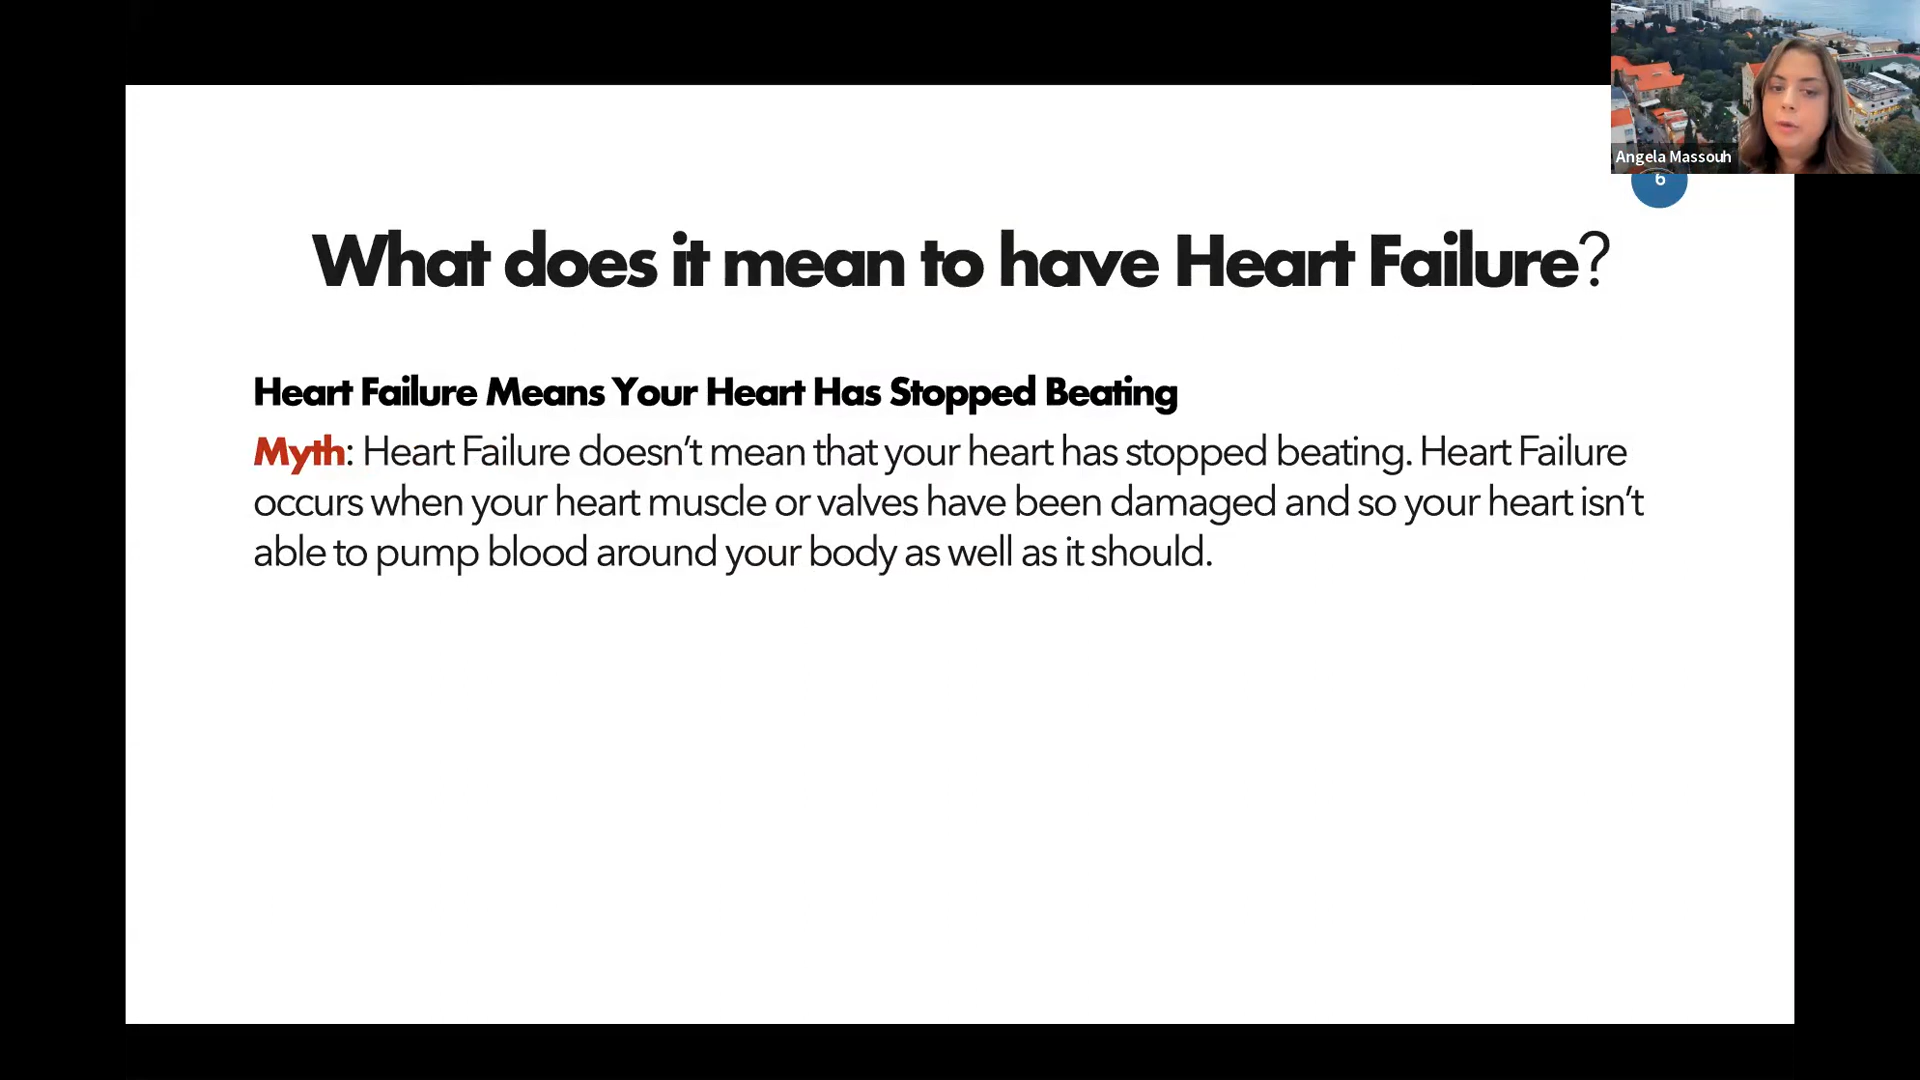 Angela Massouh
6
What does it mean to have Heart Failure?
Heart Failure Means Your Heart Has Stopped Beating
Myth: Heart Failure doesn’t mean that your heart has stopped beating. Heart Failure
occurs when your heart muscle or valves have been damaged and so your heart isn’t
able to pump blood around your body as well as it should.